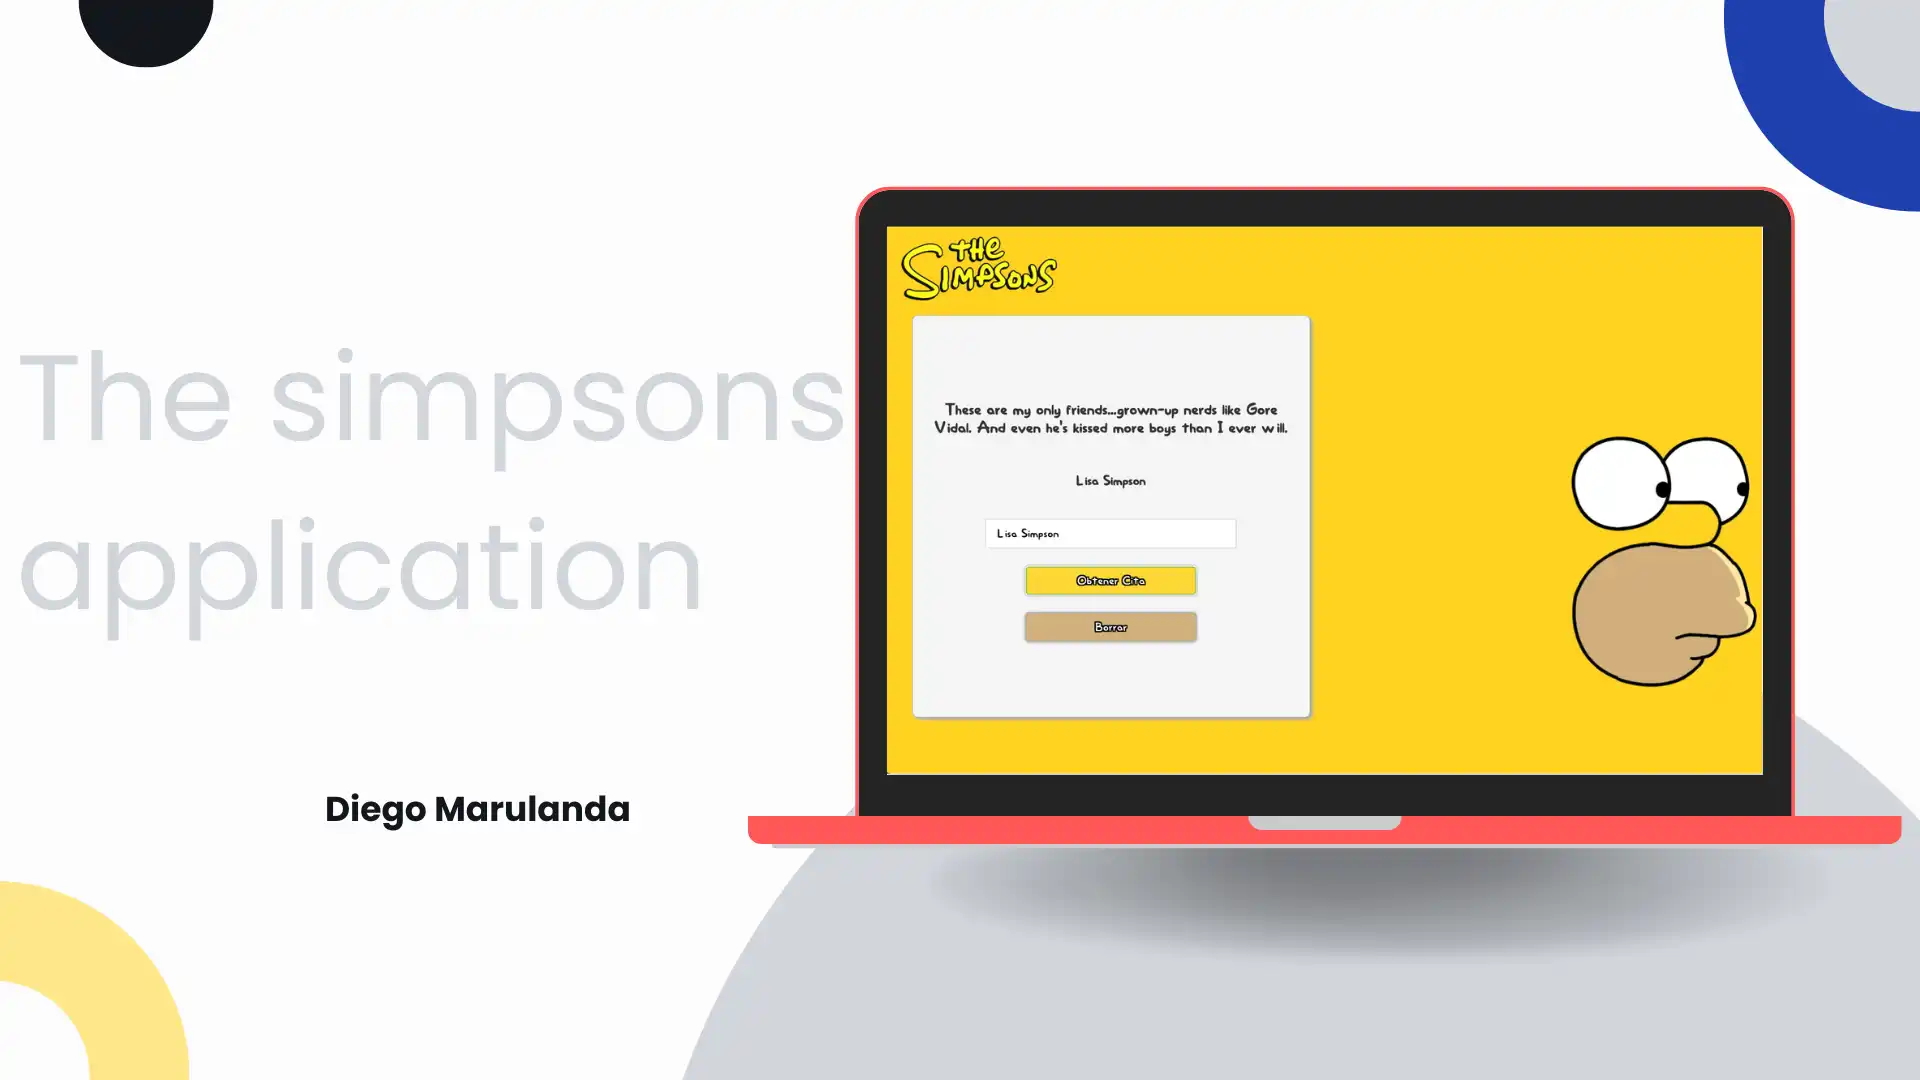 The simpsons
application
Diego Marulanda
THE
SIMPSONS
These are my only friends...grown-up nerds like Gore
Vidal. And even he's kissed more boys than I ever will.
Lisa Simpson
Lisa Simpson
Obtener Cita
Borrar